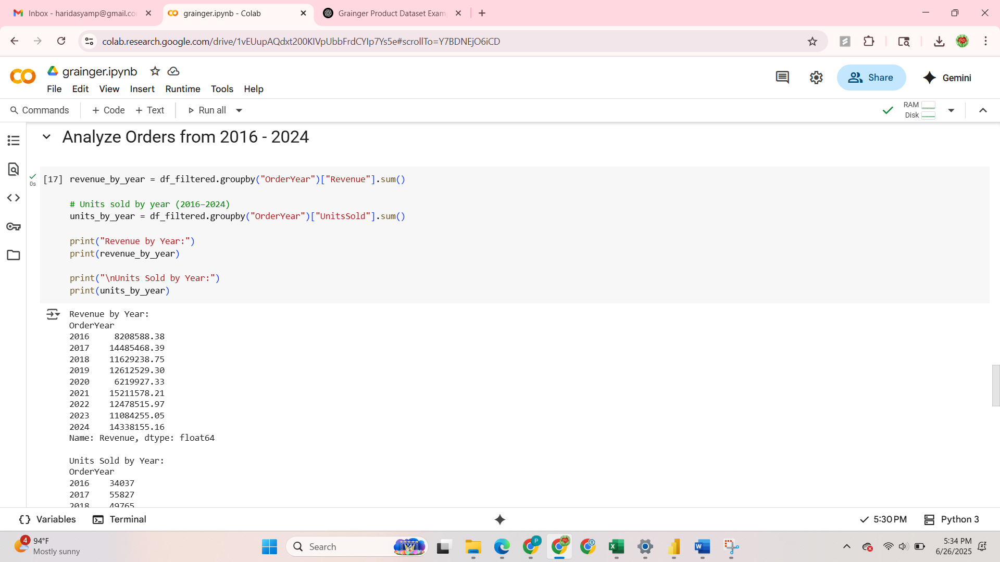 Inbox - haridasyamp@gmail.co
grainger.ipynb - Colab
Grainger Product Dataset Exam
colab.research.google.com/drive/1vEUupAQdxt200KIVpUbbFrdCYIp7Ys5e#scrollTo=Y7BDNEjO6iCD
grainger.ipynb
File Edit View Insert Runtime Tools Help
Share
Gemini
Commands + Code + Text Run all
RAM
Disk
Analyze Orders from 2016 - 2024
0s
[17] revenue_by_year = df_filtered.groupby("OrderYear")["Revenue"].sum()
# Units sold by year (2016–2024)
units_by_year = df_filtered.groupby("OrderYear")["UnitsSold"].sum()
print("Revenue by Year:")
print(revenue_by_year)
print("\nUnits Sold by Year:")
print(units_by_year)
Revenue by Year:
OrderYear
2016     8208588.38
2017    14485468.39
2018    11629238.75
2019    12612529.30
2020     6219927.33
2021    15211578.21
2022    12478515.97
2023    11084255.05
2024    14338155.16
Name: Revenue, dtype: float64
Units Sold by Year:
OrderYear
2016    34037
2017    55827
2018    49765
Variables
Terminal
5:30 PM
Python 3
4
94°F
Mostly sunny
Search
P
5:34 PM
6/26/2025